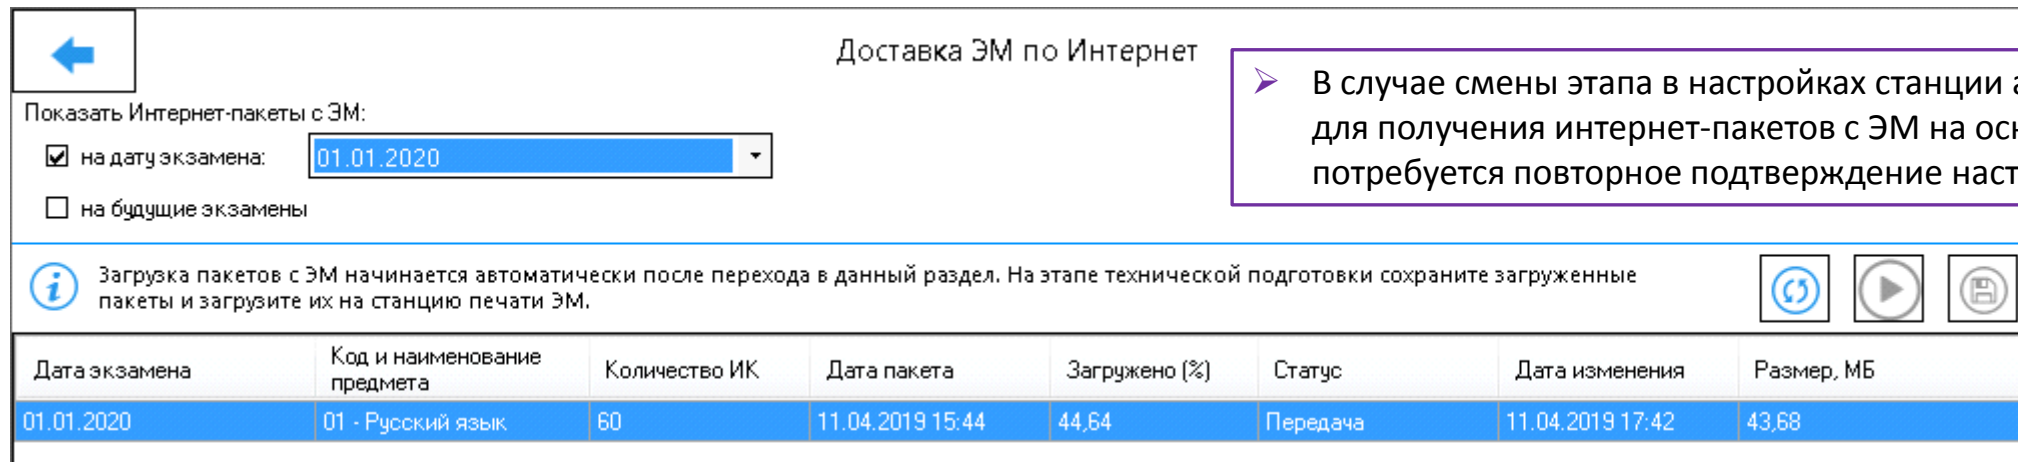 Доставка ЭМ по Интернет
В случае смены этапа в настройках станции
для получения интернет-пакетов с ЭМ на
потребуется повторное подтверждение
Показать Интернет-пакеты с ЭМ:
на дату экзамена: 01.01.2020
на будущие экзамены
Загрузка пакетов с ЭМ начинается автоматически после перехода в данный раздел. На этапе технической подготовки сохраните загруженные
пакеты и загрузите их на станцию печати ЭМ.
Дата экзамена Код и наименование предмета Количество ИК Дата пакета Загружено (%) Статус Дата изменения Размер, МБ
01.01.2020 01 - Русский язык 60 11.04.2019 15:44 44,64 Передача 11.04.2019 17:42 43,68